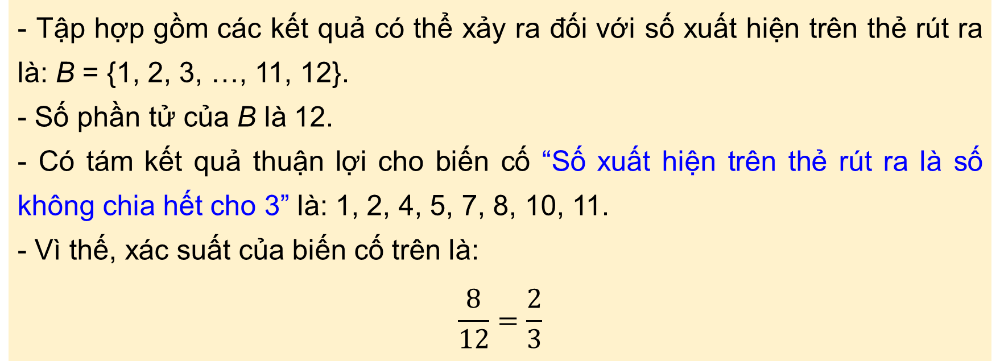 - Tập hợp gồm các kết quả có thể xảy ra đối với số xuất hiện trên thẻ rút ra
là: B = {1, 2, 3, …, 11, 12}.
- Số phần tử của B là 12.
- Có tám kết quả thuận lợi cho biến cố “Số xuất hiện trên thẻ rút ra là số
không chia hết cho 3” là: 1, 2, 4, 5, 7, 8, 10, 11.
- Vì thế, xác suất của biến cố trên là:
8/12 = 2/3